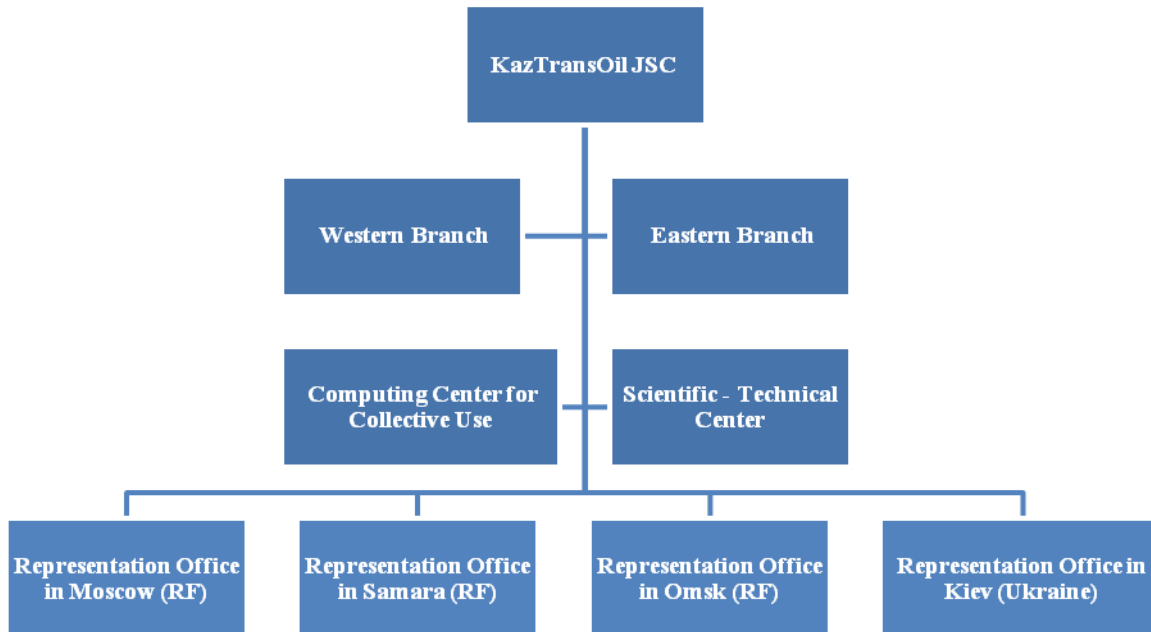 KazTransOil JSC
Western Branch
Eastern Branch
Computing Center for
Collective Use
Scientific - Technical
Center
Representation Office
in Moscow (RF)
Representation Office
in Samara (RF)
Representation Office
in Omsk (RF)
Representation Office in
Kiev (Ukraine)